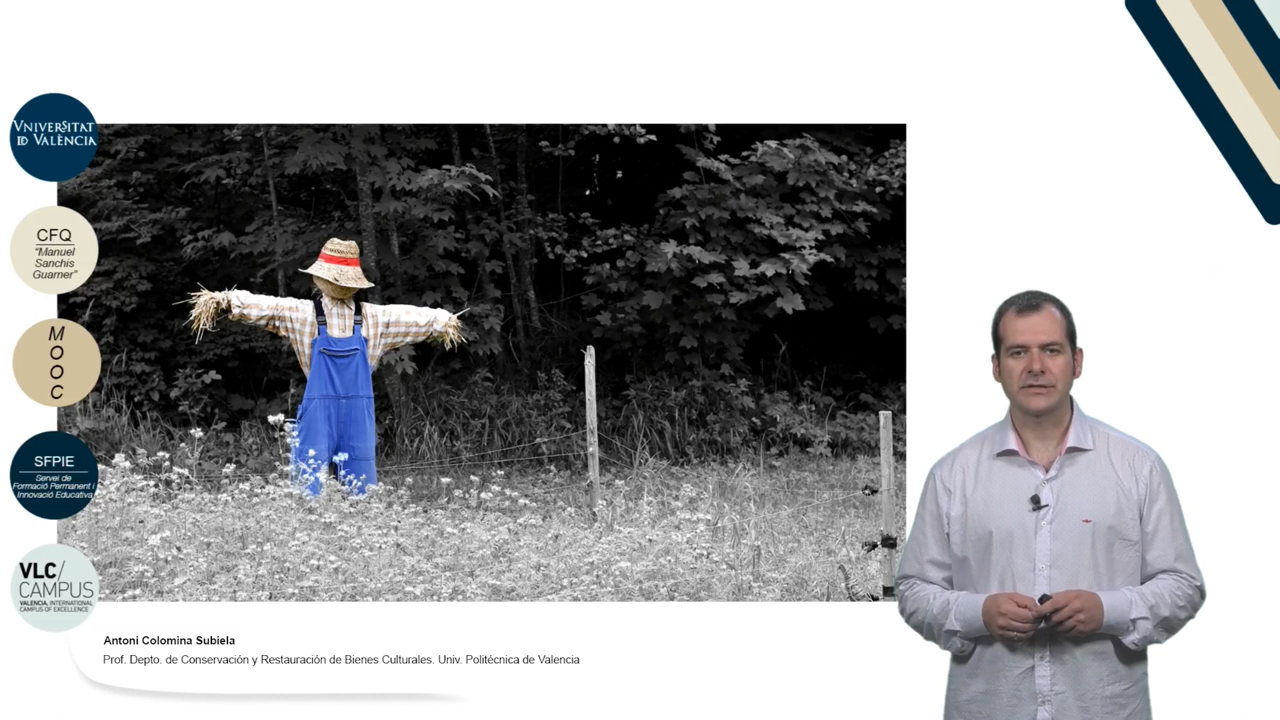 VNIVERSITAT
ID VALÈNCIA
CFQ
"Manuel
Sanchis
Guarner"
M
O
O
C
SFPIE
Servei de
Formació Permanent i
Innovació Educativa
VLC/
CAMPUS
VALENCIA, INTERNATIONAL
CAMPUS OF EXCELLENCE
Antoni Colomina Subiela
Prof. Depto. de Conservación y Restauración de Bienes Culturales. Univ. Politécnica de Valencia